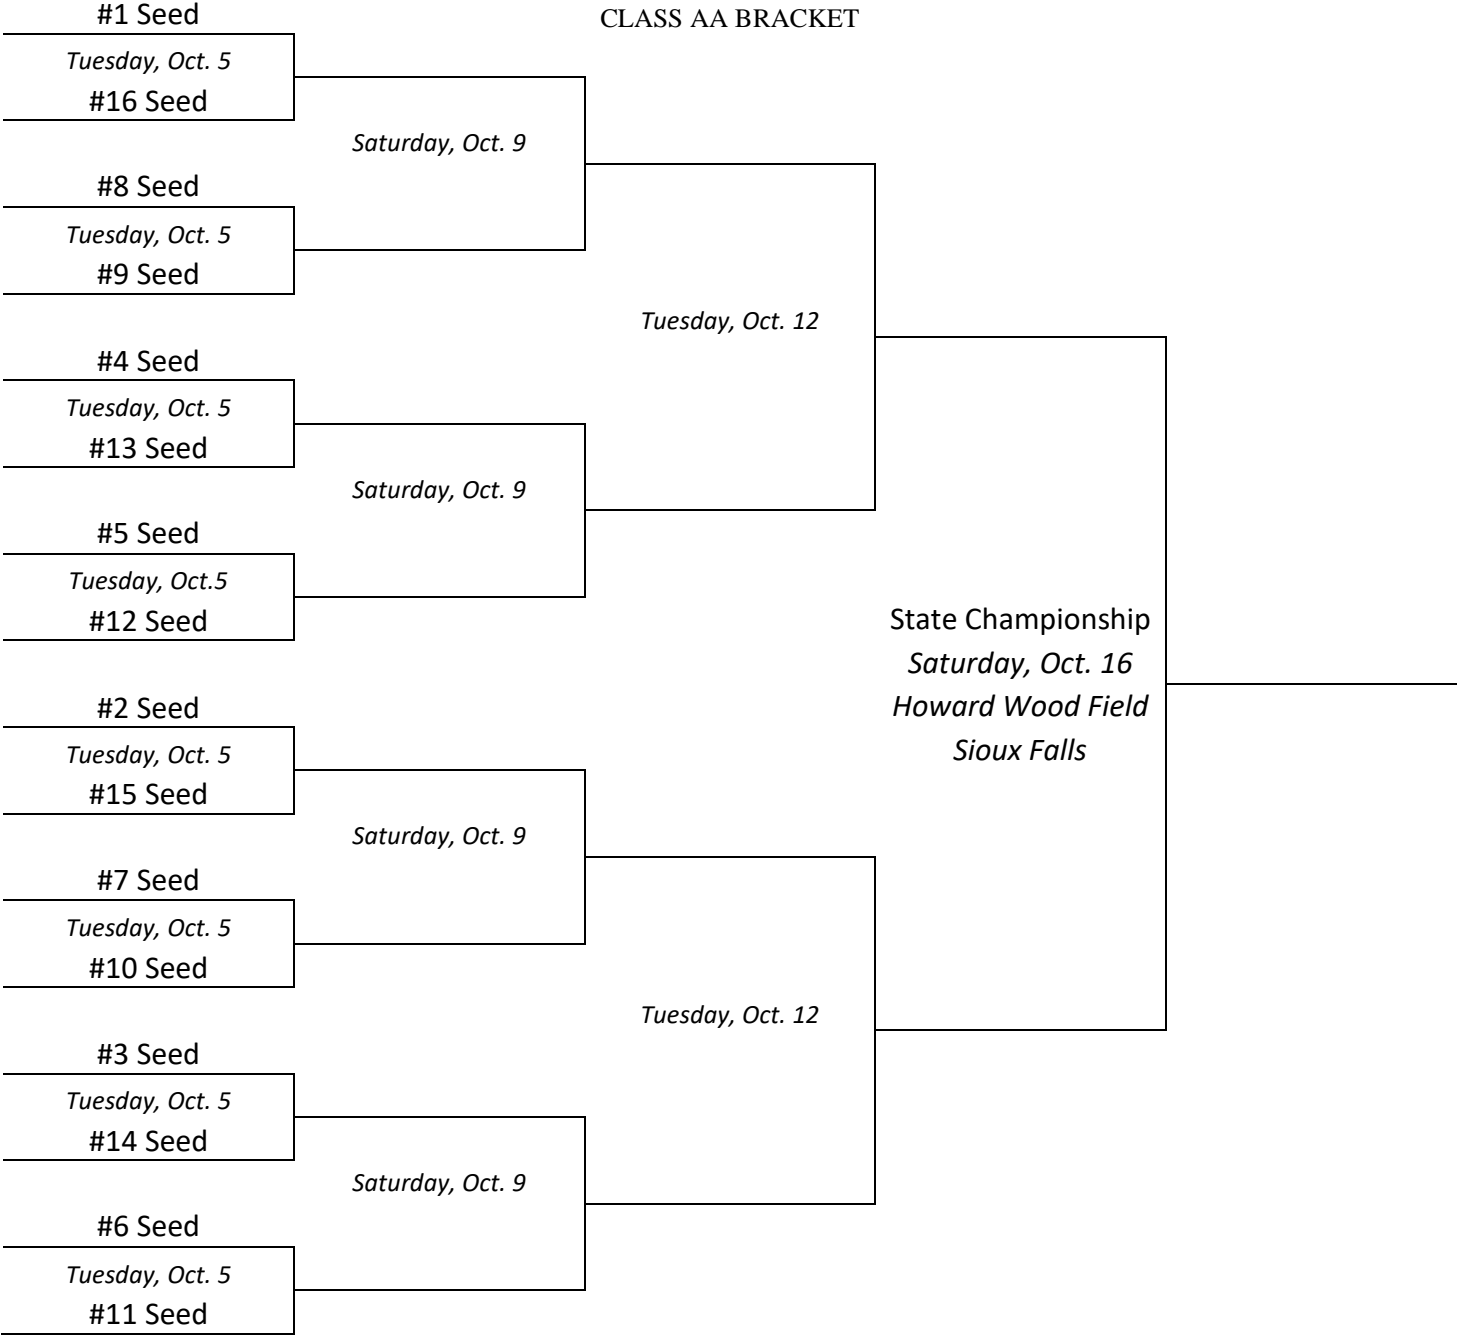 #1 Seed
CLASS AA BRACKET
Tuesday, Oct. 5
#16 Seed
Saturday, Oct. 9
#8 Seed
Tuesday, Oct. 5
#9 Seed
Tuesday, Oct. 12
#4 Seed
Tuesday, Oct. 5
#13 Seed
Saturday, Oct. 9
#5 Seed
Tuesday, Oct.5
#12 Seed
State Championship
Saturday, Oct. 16
Howard Wood Field
Sioux Falls
#2 Seed
Tuesday, Oct. 5
#15 Seed
Saturday, Oct. 9
#7 Seed
Tuesday, Oct. 5
#10 Seed
Tuesday, Oct. 12
#3 Seed
Tuesday, Oct. 5
#14 Seed
Saturday, Oct. 9
#6 Seed
Tuesday, Oct. 5
#11 Seed